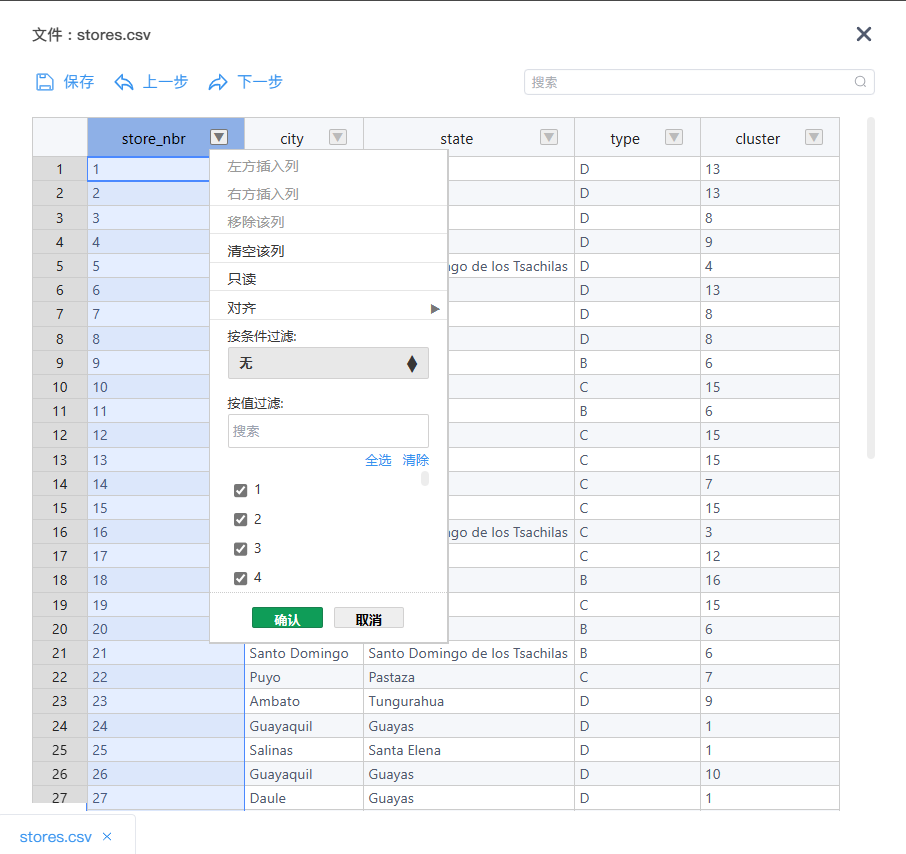 文件：stores.csv
保存 上一步 下一步 搜索
store_nbr city state type cluster
1 1 D 13
2 2 D 13
3 3 D 8
4 4 D 9
5 5 ngo de los Tsachilas D 4
6 6 D 13
7 7 D 8
8 8 D 8
9 9 B 6
10 10 C 15
11 11 B 6
12 12 C 15
13 13 C 15
14 14 C 7
15 15 C 15
16 16 ngo de los Tsachilas C 3
17 17 C 12
18 18 B 16
19 19 C 15
20 20 B 6
21 21 Santo Domingo Santo Domingo de los Tsachilas B 6
22 22 Puyo Pastaza C 7
23 23 Ambato Tungurahua D 9
24 24 Guayaquil Guayas D 1
25 25 Salinas Santa Elena D 1
26 26 Guayaquil Guayas D 10
27 27 Daule Guayas D 1
左方插入列
右方插入列
移除该列
清空该列
只读
对齐
按条件过滤:
无
按值过滤:
搜索
全选 清除
1
2
3
4
确认 取消
stores.csv